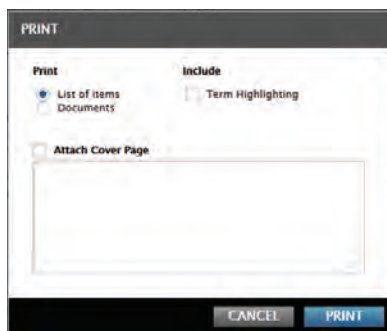 PRINT
Print
List of items
Documents
Include
Term Highlighting
Attach Cover Page
CANCEL
PRINT